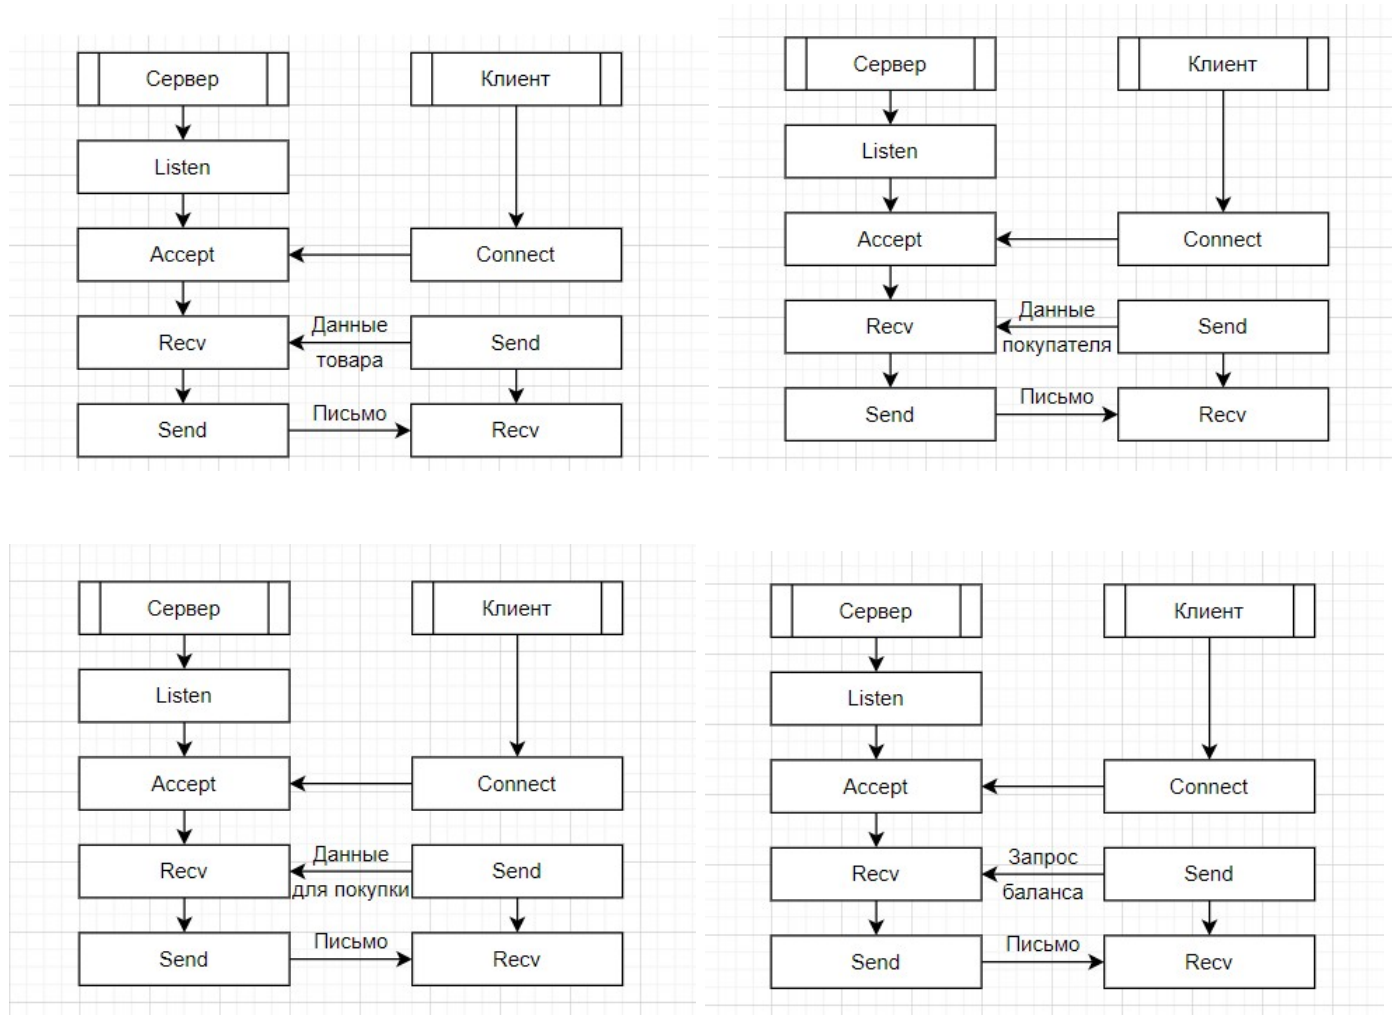 Сервер
Клиент
Listen
Accept
Connect
Recv
Данные
товара
Send
Send
Письмо
Recv
Сервер
Клиент
Listen
Accept
Connect
Recv
Данные
покупателя
Send
Send
Письмо
Recv
Сервер
Клиент
Listen
Accept
Connect
Recv
Данные
для покупки
Send
Send
Письмо
Recv
Сервер
Клиент
Listen
Accept
Connect
Recv
Запрос
баланса
Send
Send
Письмо
Recv